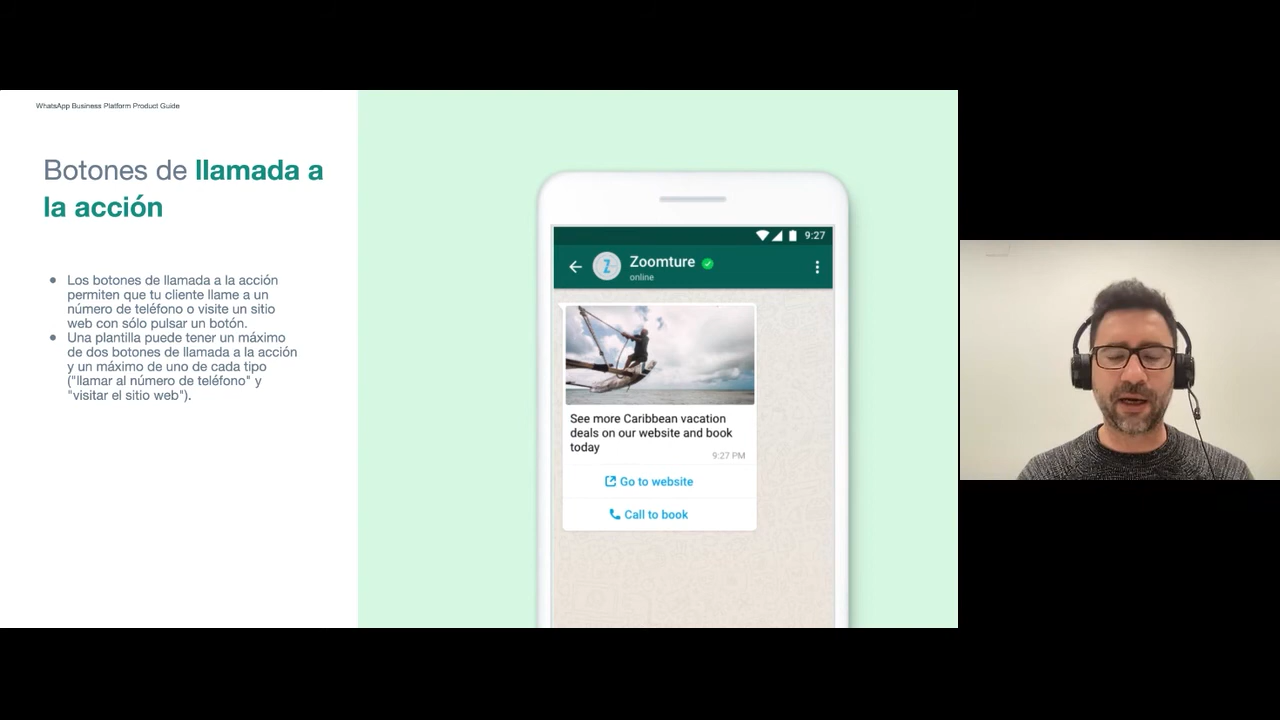 WhatsApp Business Platform Product Guide
Botones de llamada a
la acción
● Los botones de llamada a la acción
permiten que tu cliente llame a un
número de teléfono o visite un sitio
web con sólo pulsar un botón.
● Una plantilla puede tener un máximo
de dos botones de llamada a la acción
y un máximo de uno de cada tipo
("llamar al número de teléfono" y
"visitar el sitio web").
9:27
Z
Zoomture
online
See more Caribbean vacation
deals on our website and book
today
9:27 PM
Go to website
Call to book